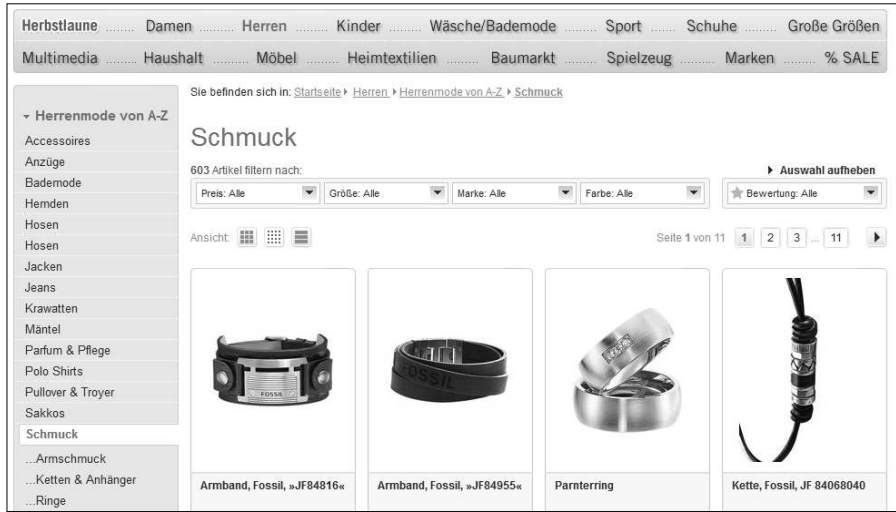 Herbstlaune ........ Damen ......... Herren ......... Kinder ......... Wäsche/Bademode ......... Sport ......... Schuhe ......... Große Größen
Multimedia ......... Haushalt ......... Möbel ......... Heimtextilien ......... Baumarkt ......... Spielzeug ......... Marken ......... % SALE
Sie befinden sich in: Startseite Herren Herrenmode von A-Z Schmuck
Herrenmode von A-Z
Accessoires
Anzüge
Bademode
Hemden
Hosen
Hosen
Jacken
Jeans
Krawatten
Mäntel
Parfum & Pflege
Polo Shirts
Pullover & Troyer
Sakkos
Schmuck
...Armschmuck
...Ketten & Anhänger
...Ringe
Schmuck
603 Artikel filtern nach:
Auswahl aufheben
Preis: Alle Größe: Alle Marke: Alle Farbe: Alle Bewertung: Alle
Ansicht: Seite 1 von 11 1 2 3 ... 11
FOSSIL
FOSSIL
Armband, Fossil, »JF84816« Armband, Fossil, »JF84955« Parnterring Kette, Fossil, JF 84068040